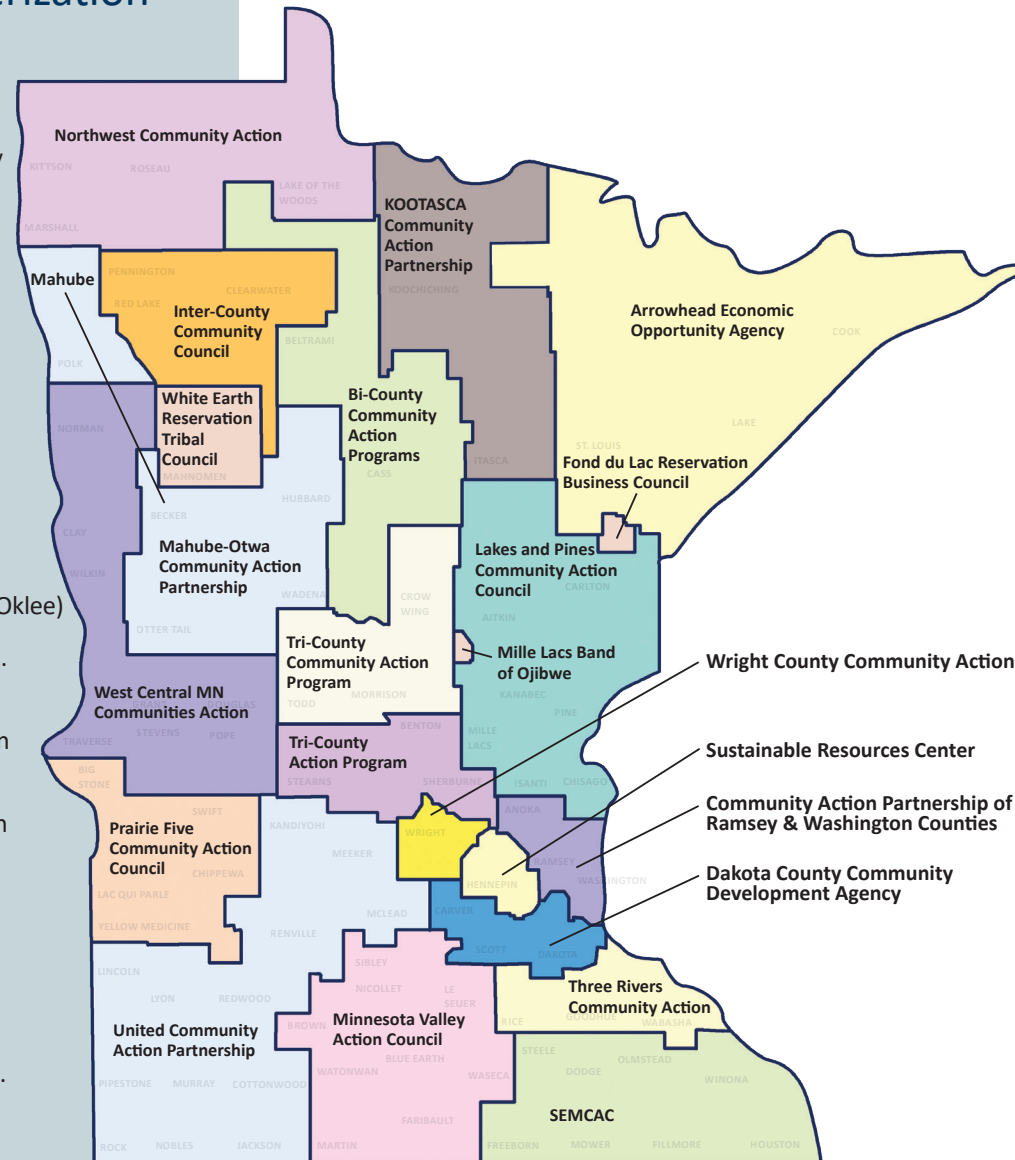 erization
Northwest Community Action
KITTSON
ROSEAU
LAKE OF THE
WOODS
MARSHALL
KOOTASCA
Community
Action
Partnership
KOOCHICHING
Mahube
PENNINGTON
RED LAKE
CLEARWATER
Inter-County
Community
Council
BELTRAMI
POLK
Arrowhead Economic
Opportunity Agency
COOK
LAKE
ST. LOUIS
White Earth
Reservation
Tribal
Council
MAHNOMEN
NORMAN
Bi-County
Community
Action
Programs
CASS
ITASCA
Fond du Lac Reservation
Business Council
HUBBARD
BECKER
CLAY
WILKIN
Mahube-Otwa
Community Action
Partnership
WADENA
OTTER TAIL
Oklee)
CROW
WING
Lakes and Pines
Community Action
Council
CARLTON
AITKIN
Tri-County
Community Action
Program
MORRISON
TODD
Mille Lacs Band
of Ojibwe
KANABEC
PINE
MILLE
LACS
ISANTI
CHISAGO
West Central MN
Communities Action
GRANT
DOUGLAS
STEVENS
POPE
TRAVERSE
Tri-County
Action Program
BENTON
STEARNS
SHERBURNE
Wright County Community Action
Sustainable Resources Center
Community Action Partnership of
Ramsey & Washington Counties
Dakota County Community
Development Agency
BIG
STONE
SWIFT
Prairie Five
Community Action
Council
CHIPPEWA
LAC QUI PARLE
YELLOW MEDICINE
KANDIYOHI
MEEKER
MCLEAD
RENVILLE
WRIGHT
ANOKA
RAMSEY
WASHINGTON
HENNEPIN
CARVER
SCOTT
DAKOTA
LINCOLN
LYON
REDWOOD
United Community
Action Partnership
PIPESTONE
MURRAY
COTTONWOOD
ROCK
NOBLES
JACKSON
SIBLEY
NICOLLET
LE
SEUER
BROWN
Minnesota Valley
Action Council
BLUE EARTH
WATONWAN
WASECA
FARIBAULT
MARTIN
Three Rivers
Community Action
RICE
GOODHUE
WABASHA
STEELE
OLMSTEAD
DODGE
WINONA
SEMCAC
FREEBORN
MOWER
FILLMORE
HOUSTON